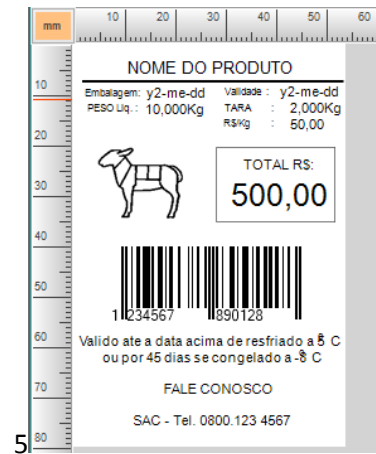 mm 10 20 30 40 50 60
10
20
30
40
50
60
70
80
NOME DO PRODUTO
Embalagem: y2-me-dd Validade : y2-me-dd
PESO Liq. : 10,000Kg TARA : 2,000Kg
R$/Kg : 50,00
TOTAL R$:
500,00
1 234567 890128
Valido ate a data acima de resfriado a C
ou por 45 dias se congelado a - C
FALE CONOSCO
SAC - Tel. 0800.123 4567
5